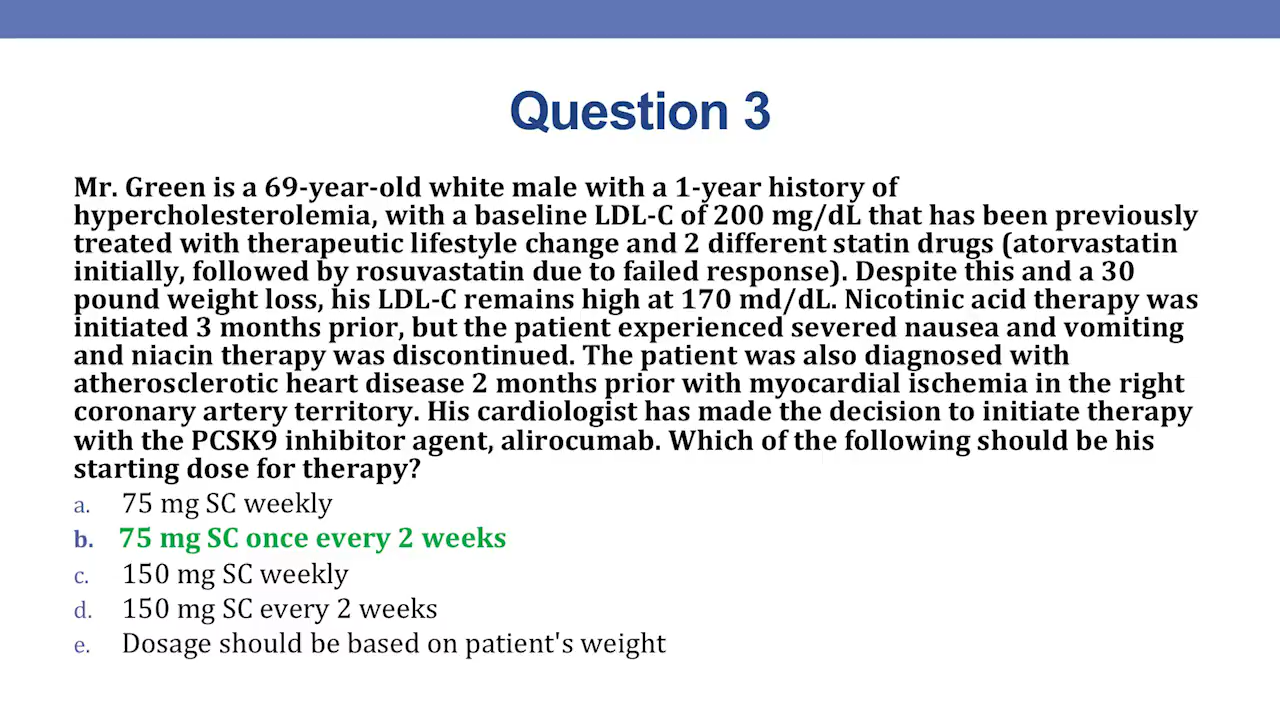 Question 3
Mr. Green is a 69-year-old white male with a 1-year history of
hypercholesterolemia, with a baseline LDL-C of 200 mg/dL that has been previously
treated with therapeutic lifestyle change and 2 different statin drugs (atorvastatin
initially, followed by rosuvastatin due to failed response). Despite this and a 30
pound weight loss, his LDL-C remains high at 170 md/dL. Nicotinic acid therapy was
initiated 3 months prior, but the patient experienced severed nausea and vomiting
and niacin therapy was discontinued. The patient was also diagnosed with
atherosclerotic heart disease 2 months prior with myocardial ischemia in the right
coronary artery territory. His cardiologist has made the decision to initiate therapy
with the PCSK9 inhibitor agent, alirocumab. Which of the following should be his
starting dose for therapy?
a. 75 mg SC weekly
b. 75 mg SC once every 2 weeks
c. 150 mg SC weekly
d. 150 mg SC every 2 weeks
e. Dosage should be based on patient's weight